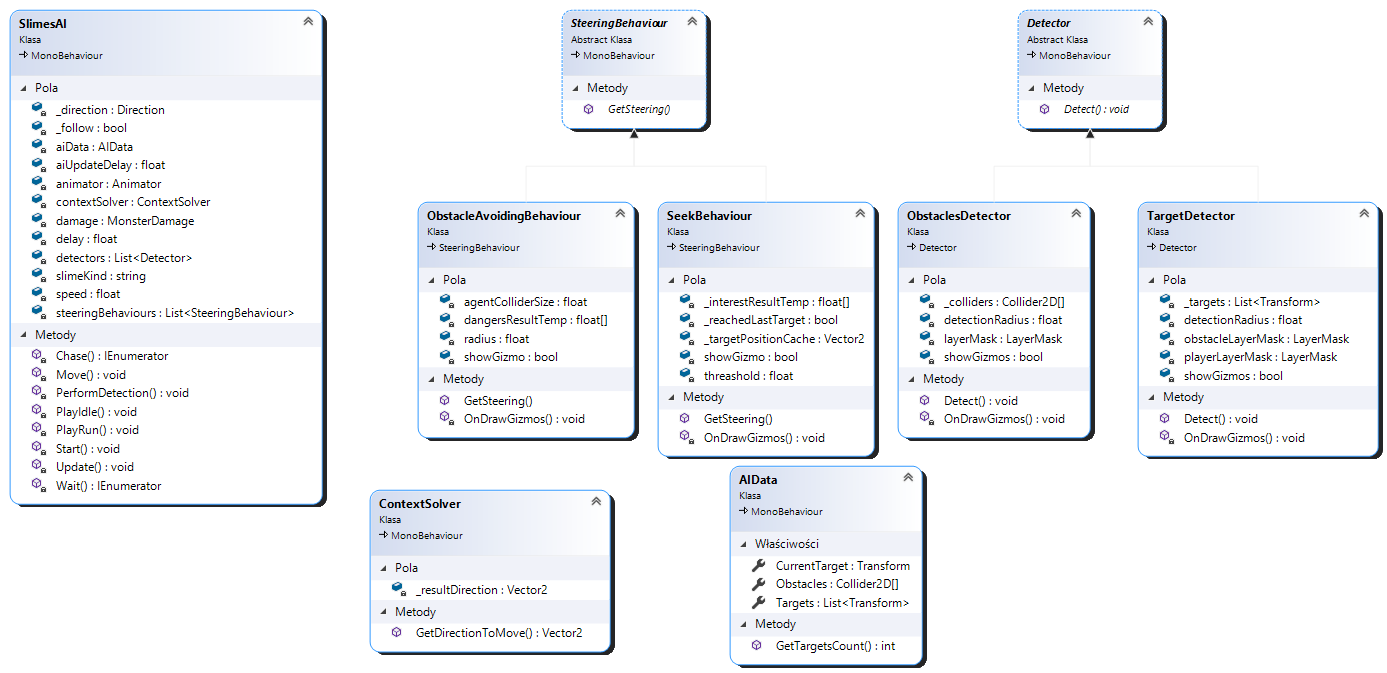 SlimesAI
Klasa
MonoBehaviour
Pola
_direction : Direction
_follow : bool
aiData : AIData
aiUpdateDelay : float
animator : Animator
contextSolver : ContextSolver
damage : MonsterDamage
delay : float
detectors : List<Detector>
slimeKind : string
speed : float
steeringBehaviours : List<SteeringBehaviour>
Metody
Chase() : IEnumerator
Move() : void
PerformDetection() : void
PlayIdle() : void
PlayRun() : void
Start() : void
Update() : void
Wait() : IEnumerator
SteeringBehaviour
Abstract Klasa
MonoBehaviour
Metody
GetSteering()
Detector
Abstract Klasa
MonoBehaviour
Metody
Detect() : void
ObstacleAvoidingBehaviour
Klasa
SteeringBehaviour
Pola
agentColliderSize : float
dangersResultTemp : float[]
radius : float
showGizmo : bool
Metody
GetSteering()
OnDrawGizmos() : void
SeekBehaviour
Klasa
SteeringBehaviour
Pola
_interestResultTemp : float[]
_reachedLastTarget : bool
_targetPositionCache : Vector2
showGizmo : bool
threashold : float
Metody
GetSteering()
OnDrawGizmos() : void
ObstaclesDetector
Klasa
Detector
Pola
_colliders : Collider2D[]
detectionRadius : float
layerMask : LayerMask
showGizmos : bool
Metody
Detect() : void
OnDrawGizmos() : void
TargetDetector
Klasa
Detector
Pola
_targets : List<Transform>
detectionRadius : float
obstacleLayerMask : LayerMask
playerLayerMask : LayerMask
showGizmos : bool
Metody
Detect() : void
OnDrawGizmos() : void
ContextSolver
Klasa
MonoBehaviour
Pola
_resultDirection : Vector2
Metody
GetDirectionToMove() : Vector2
AIData
Klasa
MonoBehaviour
Właściwości
CurrentTarget : Transform
Obstacles : Collider2D[]
Targets : List<Transform>
Metody
GetTargetsCount() : int